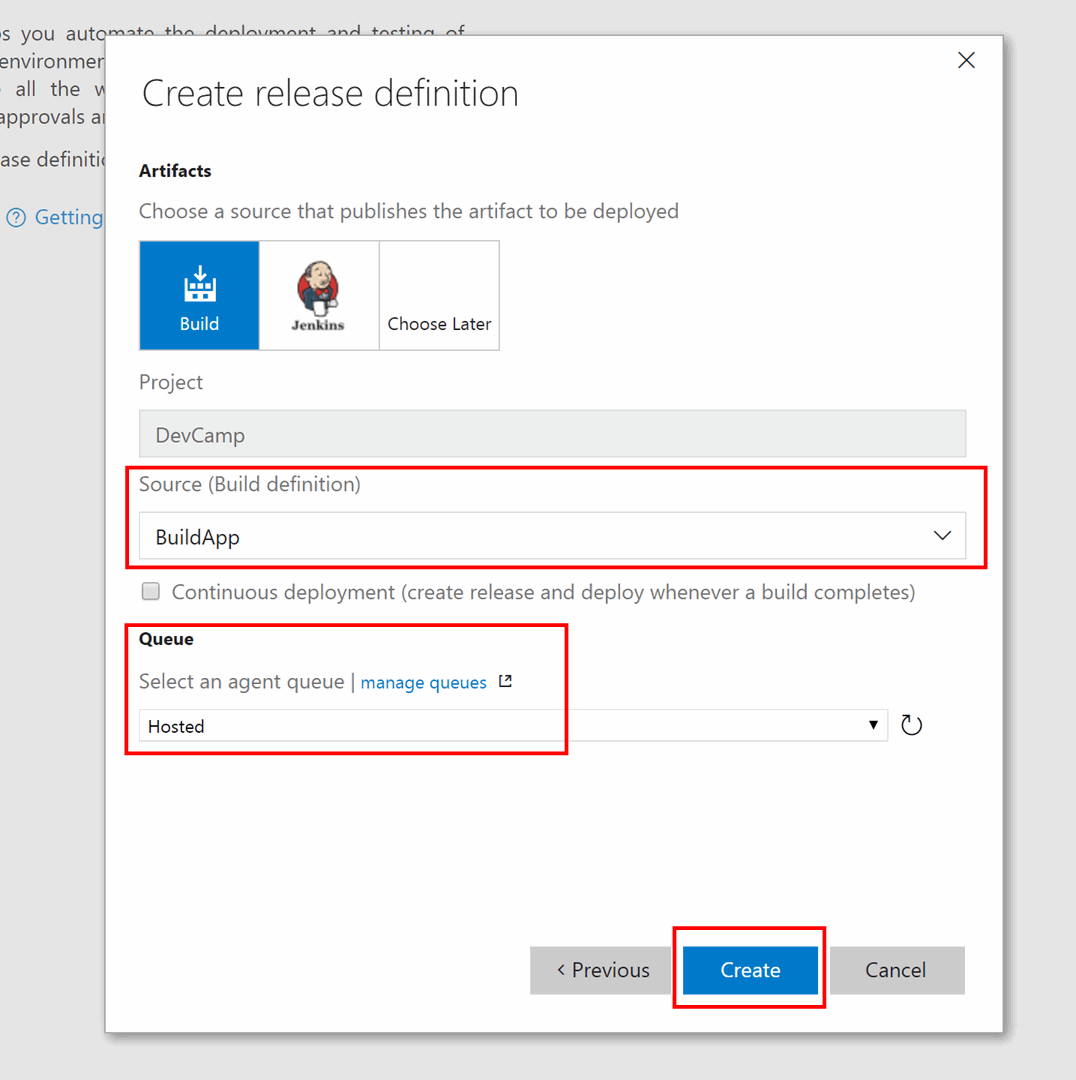 s you automate the deployment and testing of
environmen
all the w
approvals a
ase definitio
Getting
Create release definition
Artifacts
Choose a source that publishes the artifact to be deployed
Build
Jenkins
Choose Later
Project
DevCamp
Source (Build definition)
BuildApp
Continuous deployment (create release and deploy whenever a build completes)
Queue
Select an agent queue | manage queues
Hosted
< Previous
Create
Cancel